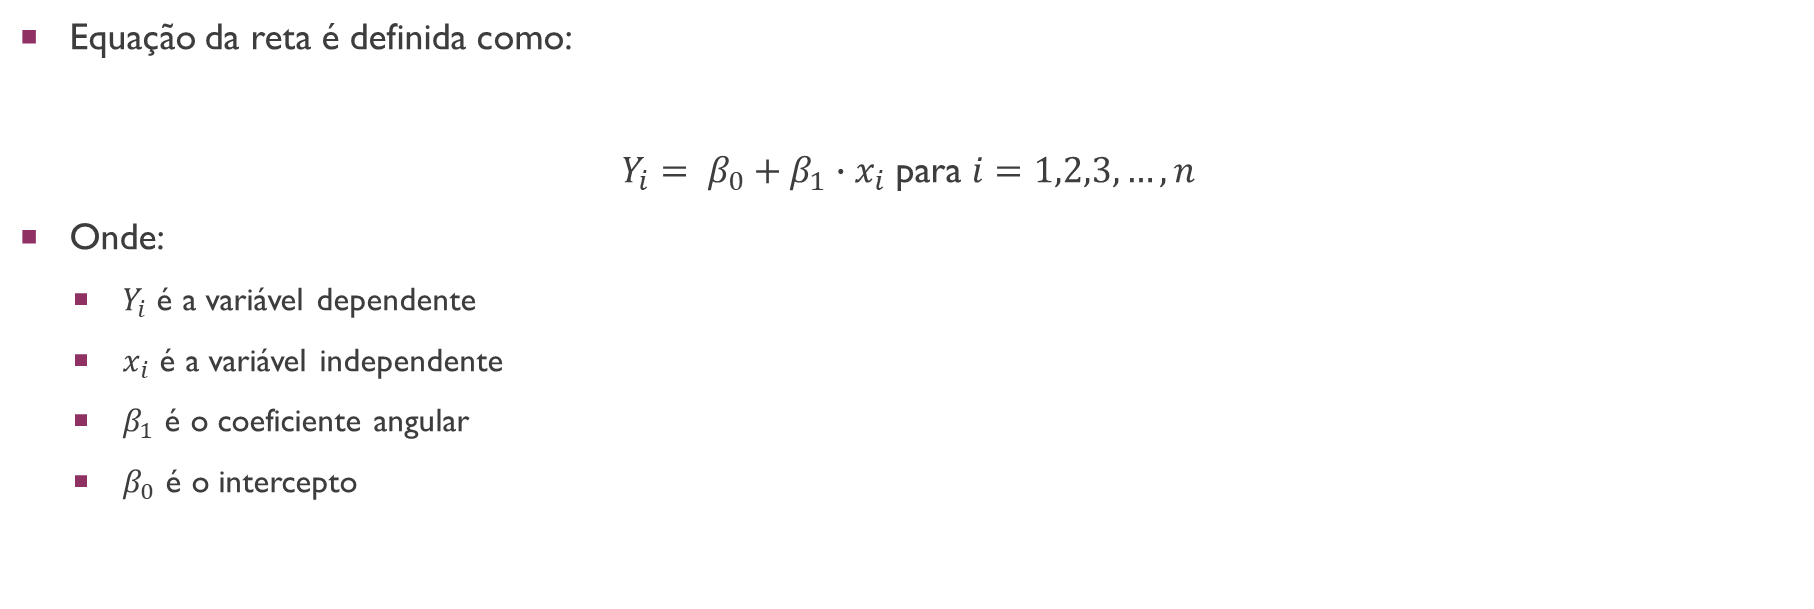 ▪ Equação da reta é definida como:
Yᵢ = β₀ + β₁ · xᵢ para i = 1,2,3, … , n
▪ Onde:
▪ Yᵢ é a variável dependente
▪ xᵢ é a variável independente
▪ β₁ é o coeficiente angular
▪ β₀ é o intercepto